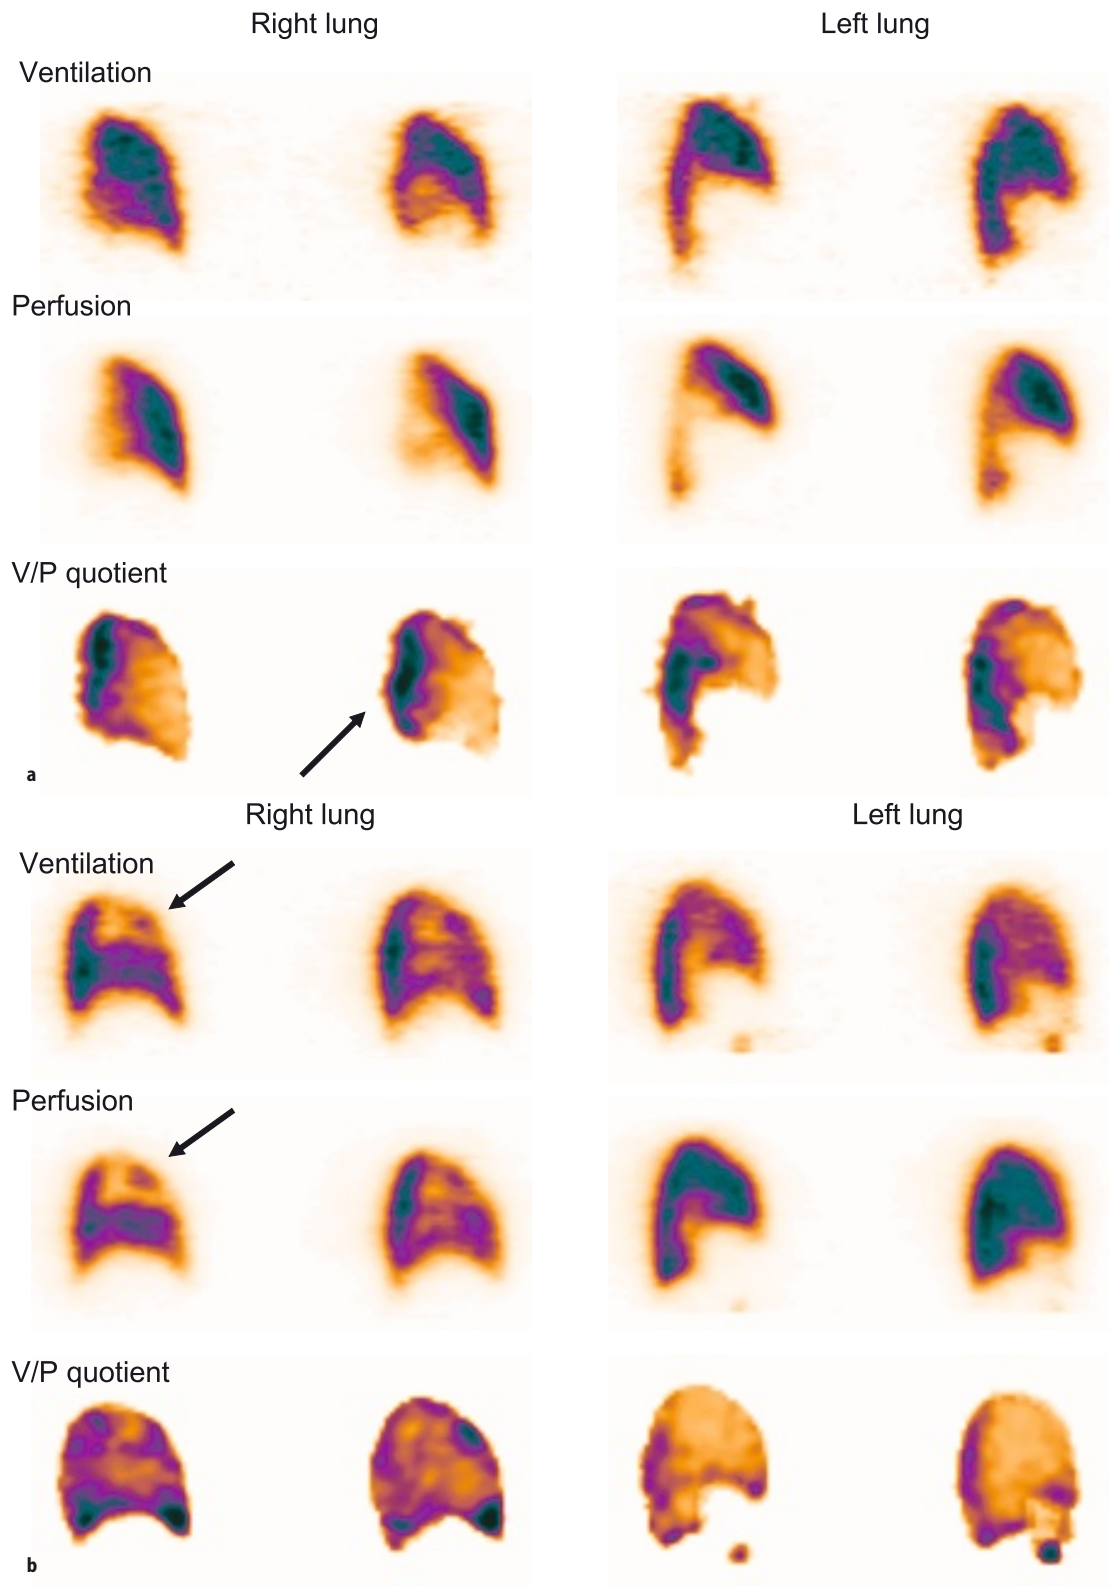 Right lung Left lung
Ventilation
Perfusion
V/P quotient
a
Right lung Left lung
Ventilation
Perfusion
V/P quotient
b